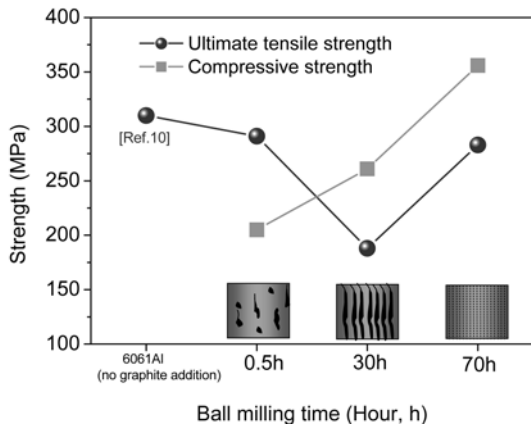 400
350
300
250
200
150
100
Strength (MPa)
Ultimate tensile strength
Compressive strength
[Ref.10]
6061Al
(no graphite addition)
0.5h
30h
70h
Ball milling time (Hour, h)